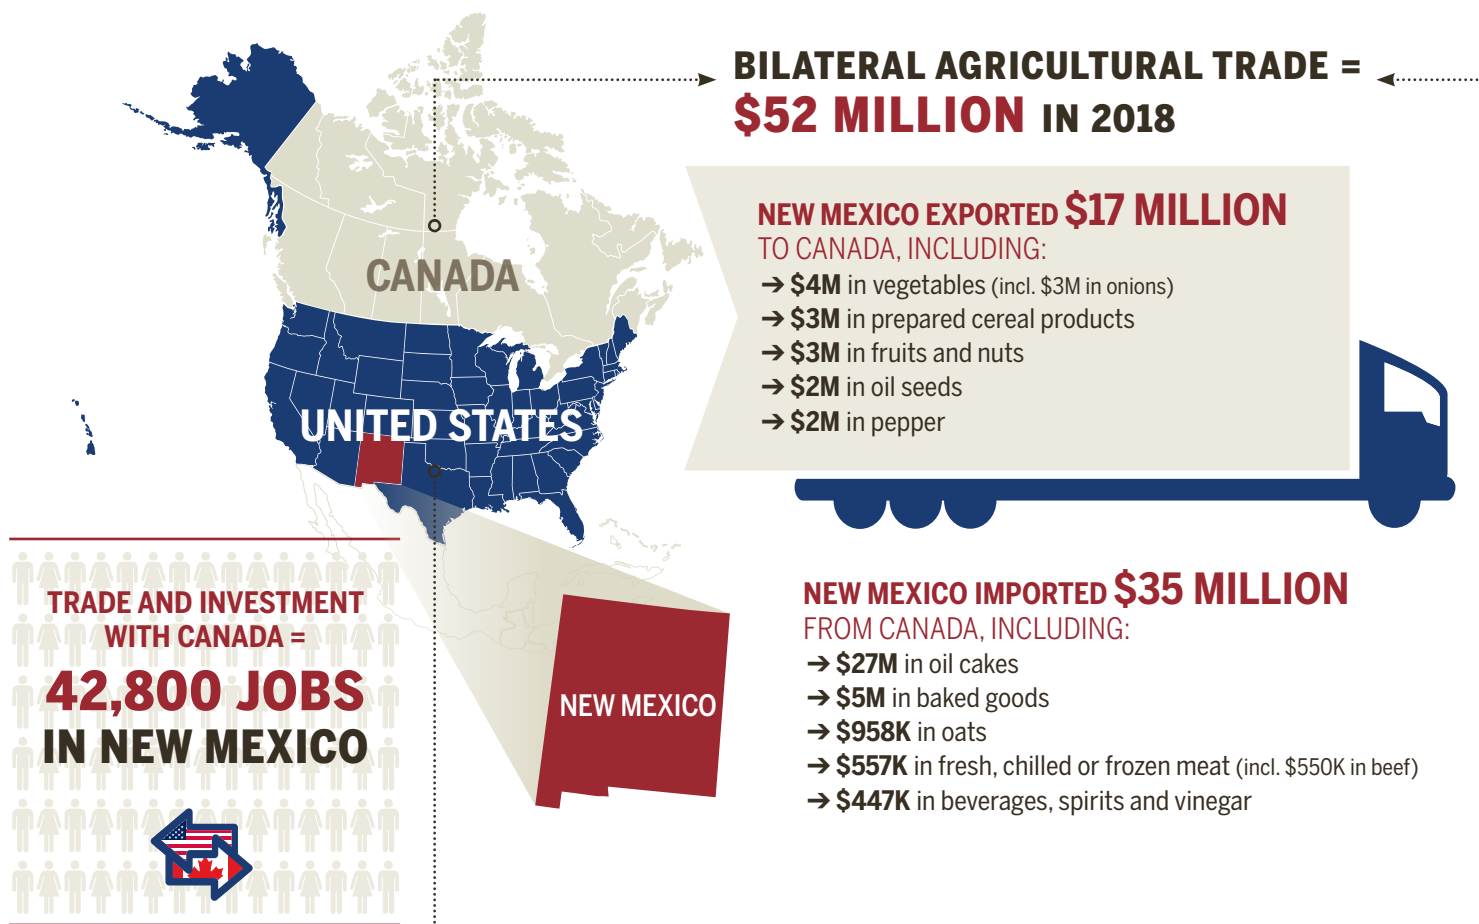 BILATERAL AGRICULTURAL TRADE =
$52 MILLION IN 2018
NEW MEXICO EXPORTED $17 MILLION
TO CANADA, INCLUDING:
➔ $4M in vegetables (incl. $3M in onions)
➔ $3M in prepared cereal products
➔ $3M in fruits and nuts
➔ $2M in oil seeds
➔ $2M in pepper
CANADA
UNITED STATES
NEW MEXICO
TRADE AND INVESTMENT
WITH CANADA =
42,800 JOBS
IN NEW MEXICO
NEW MEXICO IMPORTED $35 MILLION
FROM CANADA, INCLUDING:
➔ $27M in oil cakes
➔ $5M in baked goods
➔ $958K in oats
➔ $557K in fresh, chilled or frozen meat (incl. $550K in beef)
➔ $447K in beverages, spirits and vinegar